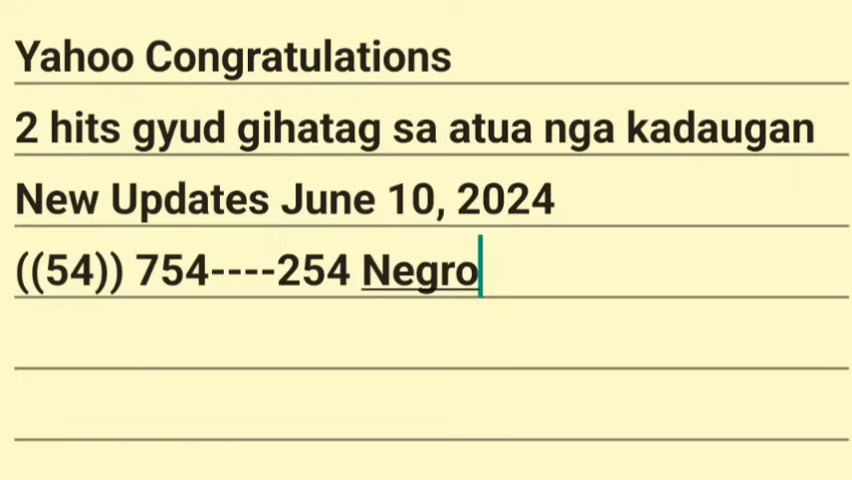 Yahoo Congratulations
2 hits gyud gihatag sa atua nga kadaugan
New Updates June 10, 2024
((54)) 754----254 Negro